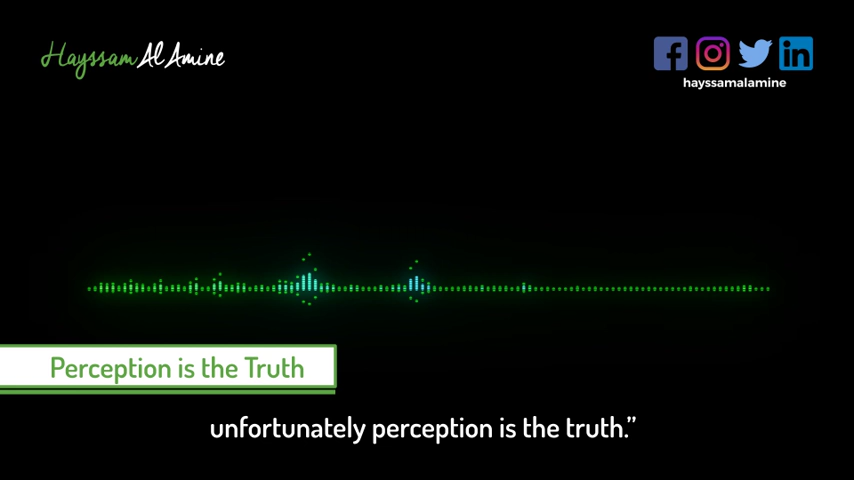 Hayssam Al Amine
hayssamalamine
Perception is the Truth
unfortunately perception is the truth.”